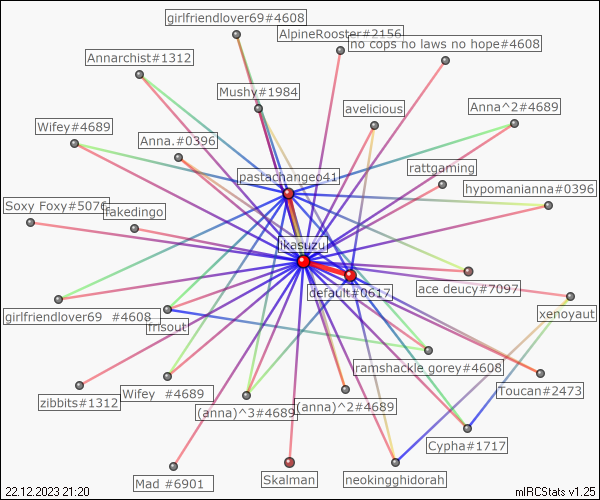 girlfriendlover69#4608
AlpineRooster#2156
no cops no laws no hope#4608
Annarchist#1312
Mushy#1984
avelicious
Anna^2#4689
Wifey#4689
Anna.#0396
pastachangeo41
rattgaming
hypomanianna#0396
Soxy Foxy#5076
fakedingo
ikasuzu
default#0617
ace deucy#7097
xenoyaut
girlfriendlover69 #4608
frisout
ramshackle gorey#4608
Toucan#2473
zibbits#1312
Wifey #4689
(anna)^3#4689
(anna)^2#4689
Cypha#1717
Mad #6901
Skalman
neokingghidorah
22.12.2023 21:20
mIRCStats v1.25